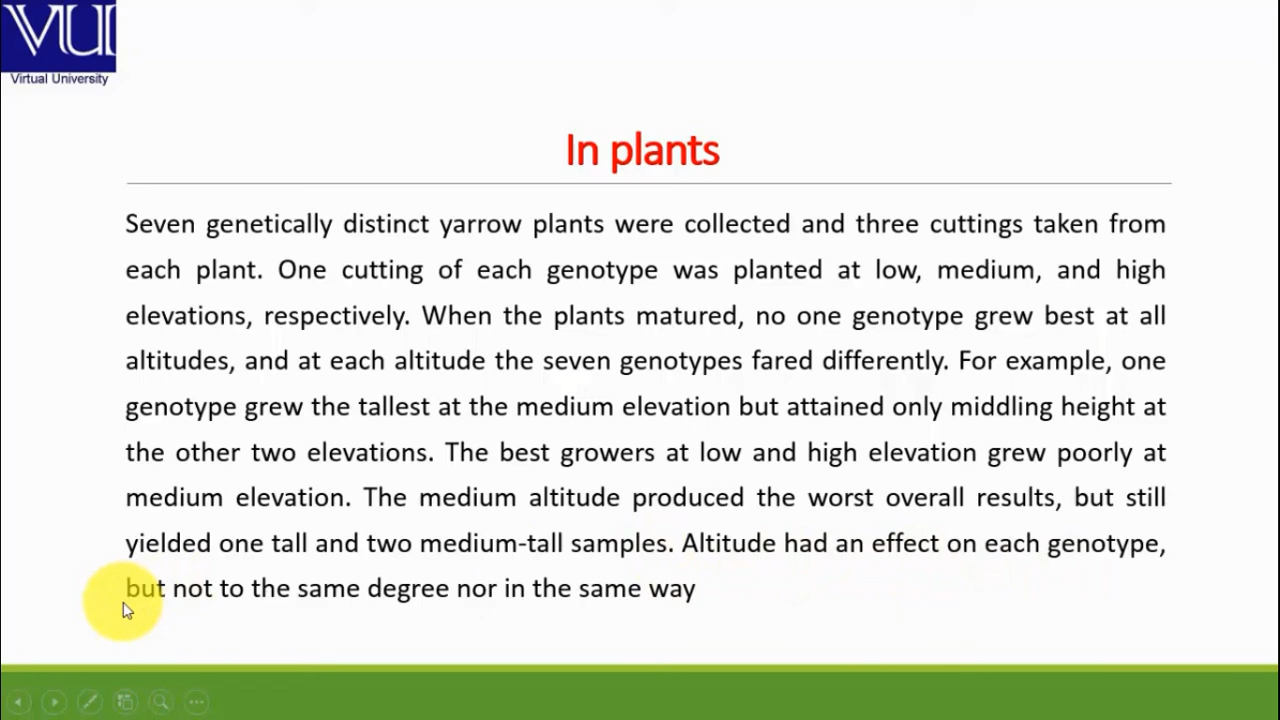 VU
Virtual University
In plants
Seven genetically distinct yarrow plants were collected and three cuttings taken from
each plant. One cutting of each genotype was planted at low, medium, and high
elevations, respectively. When the plants matured, no one genotype grew best at all
altitudes, and at each altitude the seven genotypes fared differently. For example, one
genotype grew the tallest at the medium elevation but attained only middling height at
the other two elevations. The best growers at low and high elevation grew poorly at
medium elevation. The medium altitude produced the worst overall results, but still
yielded one tall and two medium-tall samples. Altitude had an effect on each genotype,
but not to the same degree nor in the same way